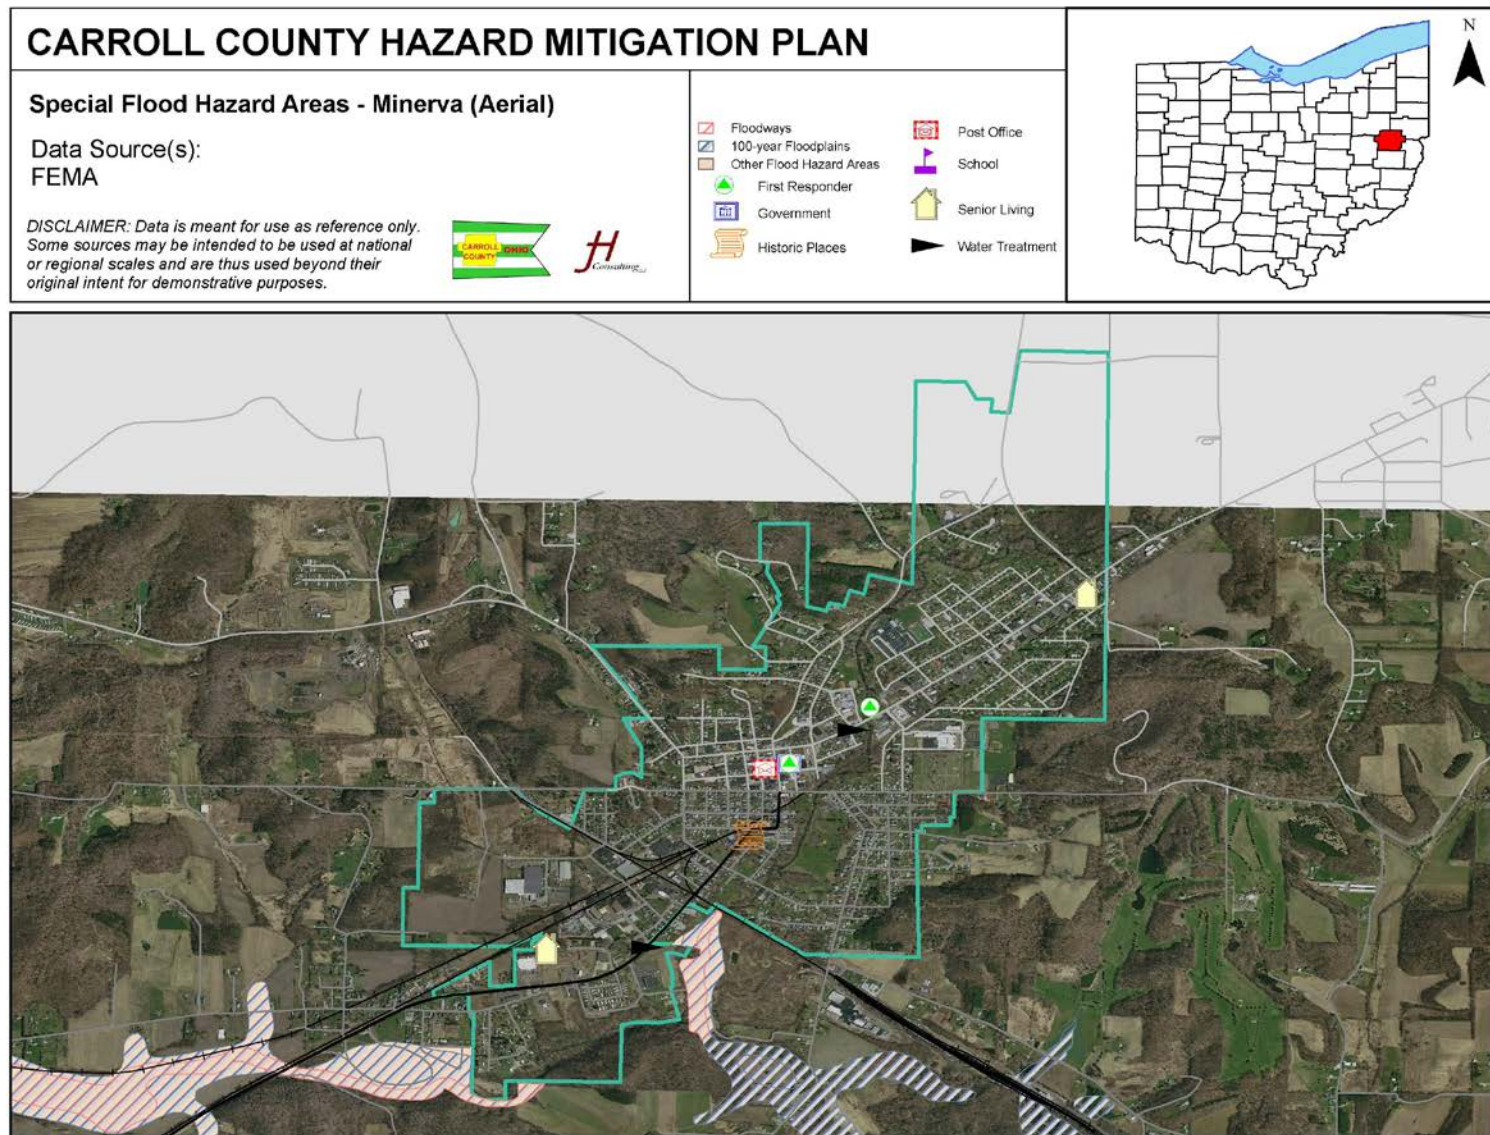 CARROLL COUNTY HAZARD MITIGATION PLAN
Special Flood Hazard Areas - Minerva (Aerial)
Data Source(s):
FEMA
DISCLAIMER: Data is meant for use as reference only.
Some sources may be intended to be used at national
or regional scales and are thus used beyond their
original intent for demonstrative purposes.
CARROLL
COUNTY
OHIO
JH
Consulting
Floodways
100-year Floodplains
Other Flood Hazard Areas
First Responder
Government
Historic Places
Post Office
School
Senior Living
Water Treatment
N